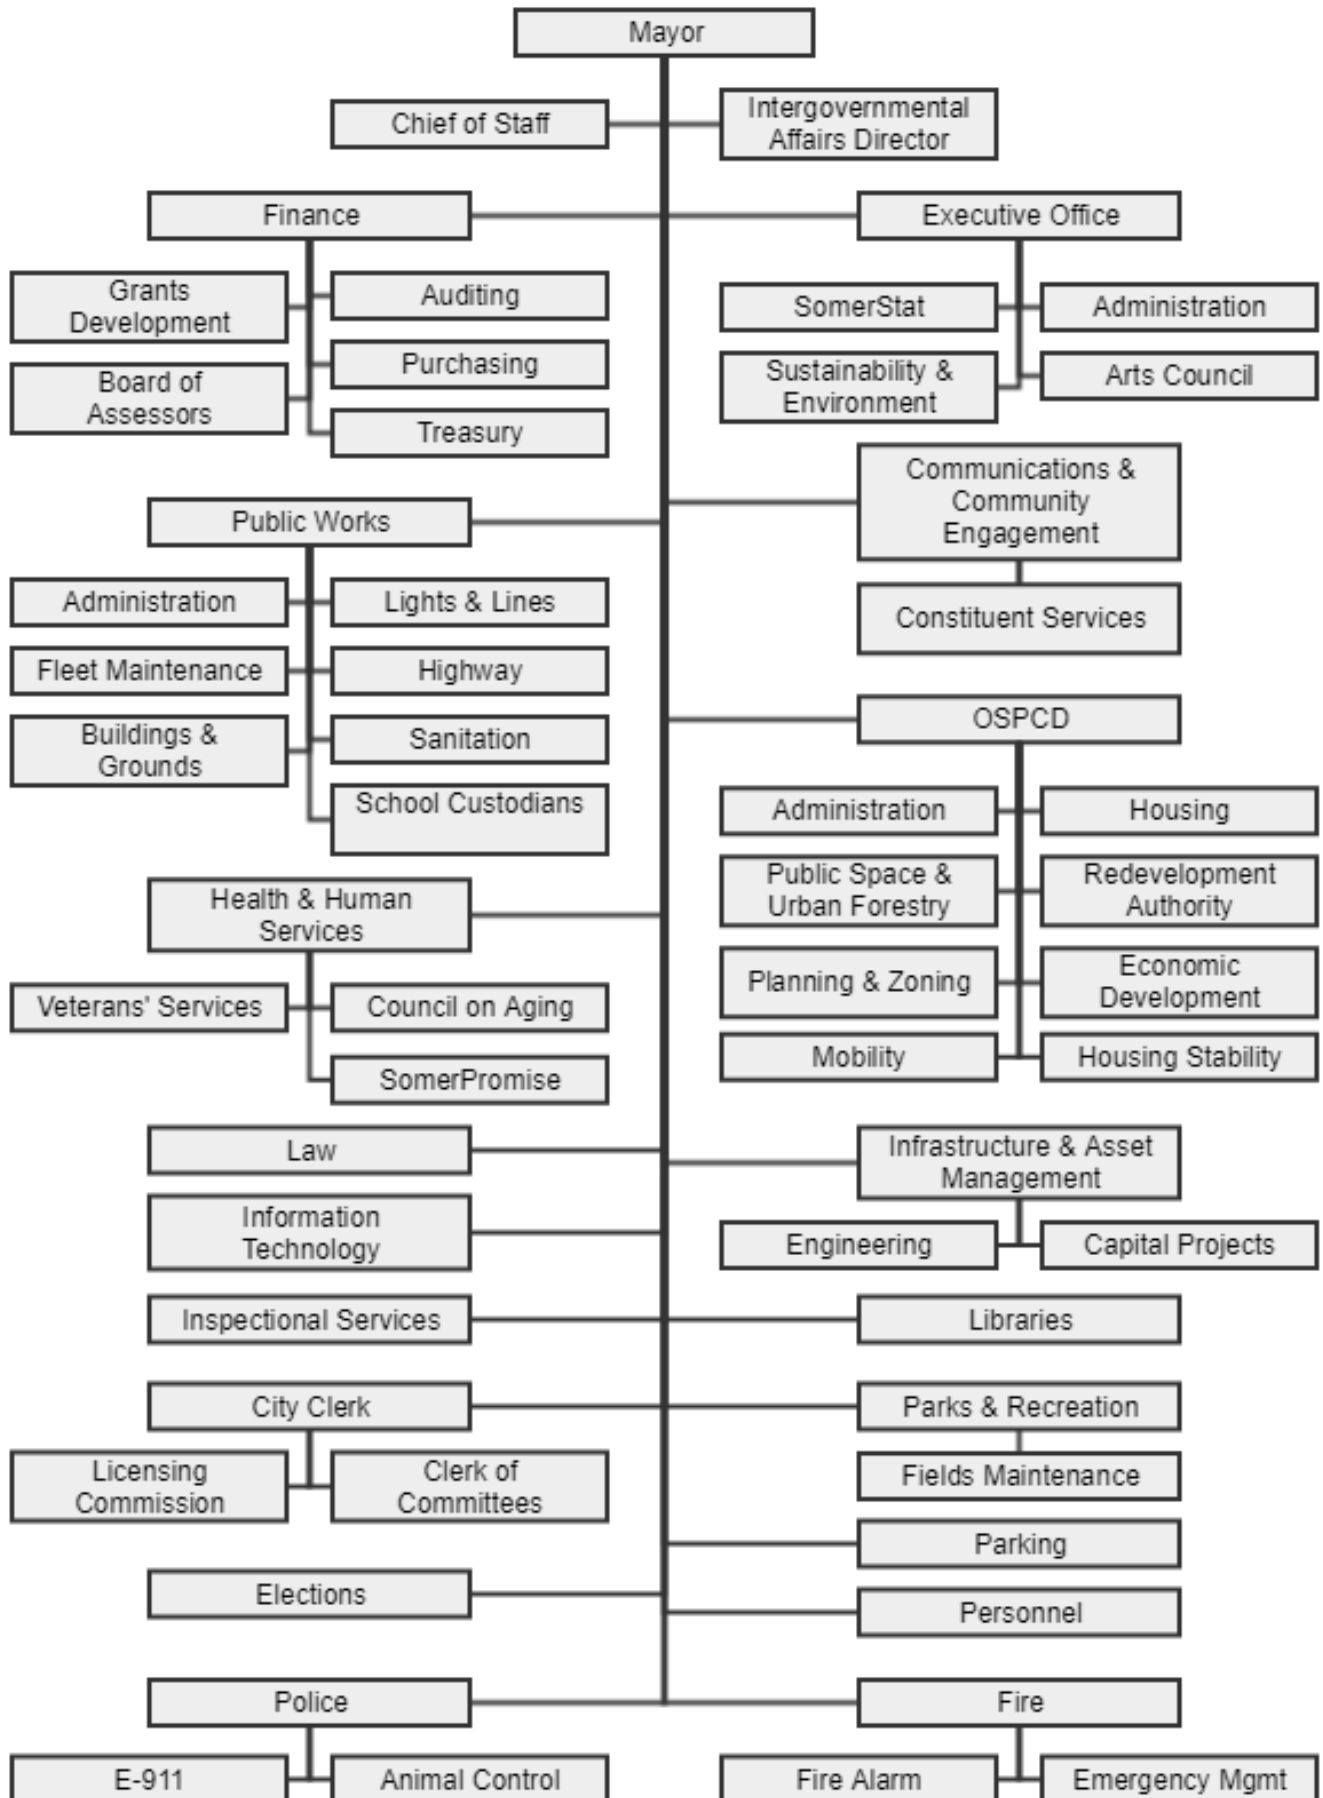 Mayor
Chief of Staff
Intergovernmental
Affairs Director
Finance
Executive Office
Grants
Development
Auditing
Board of
Assessors
Purchasing
Treasury
SomerStat
Administration
Sustainability &
Environment
Arts Council
Communications &
Community
Engagement
Constituent Services
Public Works
Administration
Lights & Lines
Fleet Maintenance
Highway
Buildings &
Grounds
Sanitation
School Custodians
OSPCD
Administration
Housing
Public Space &
Urban Forestry
Redevelopment
Authority
Planning & Zoning
Economic
Development
Mobility
Housing Stability
Health & Human
Services
Veterans' Services
Council on Aging
SomerPromise
Law
Infrastructure & Asset
Management
Information
Technology
Engineering
Capital Projects
Inspectional Services
Libraries
City Clerk
Parks & Recreation
Licensing
Commission
Clerk of
Committees
Fields Maintenance
Parking
Elections
Personnel
Police
Fire
E-911
Animal Control
Fire Alarm
Emergency Mgmt